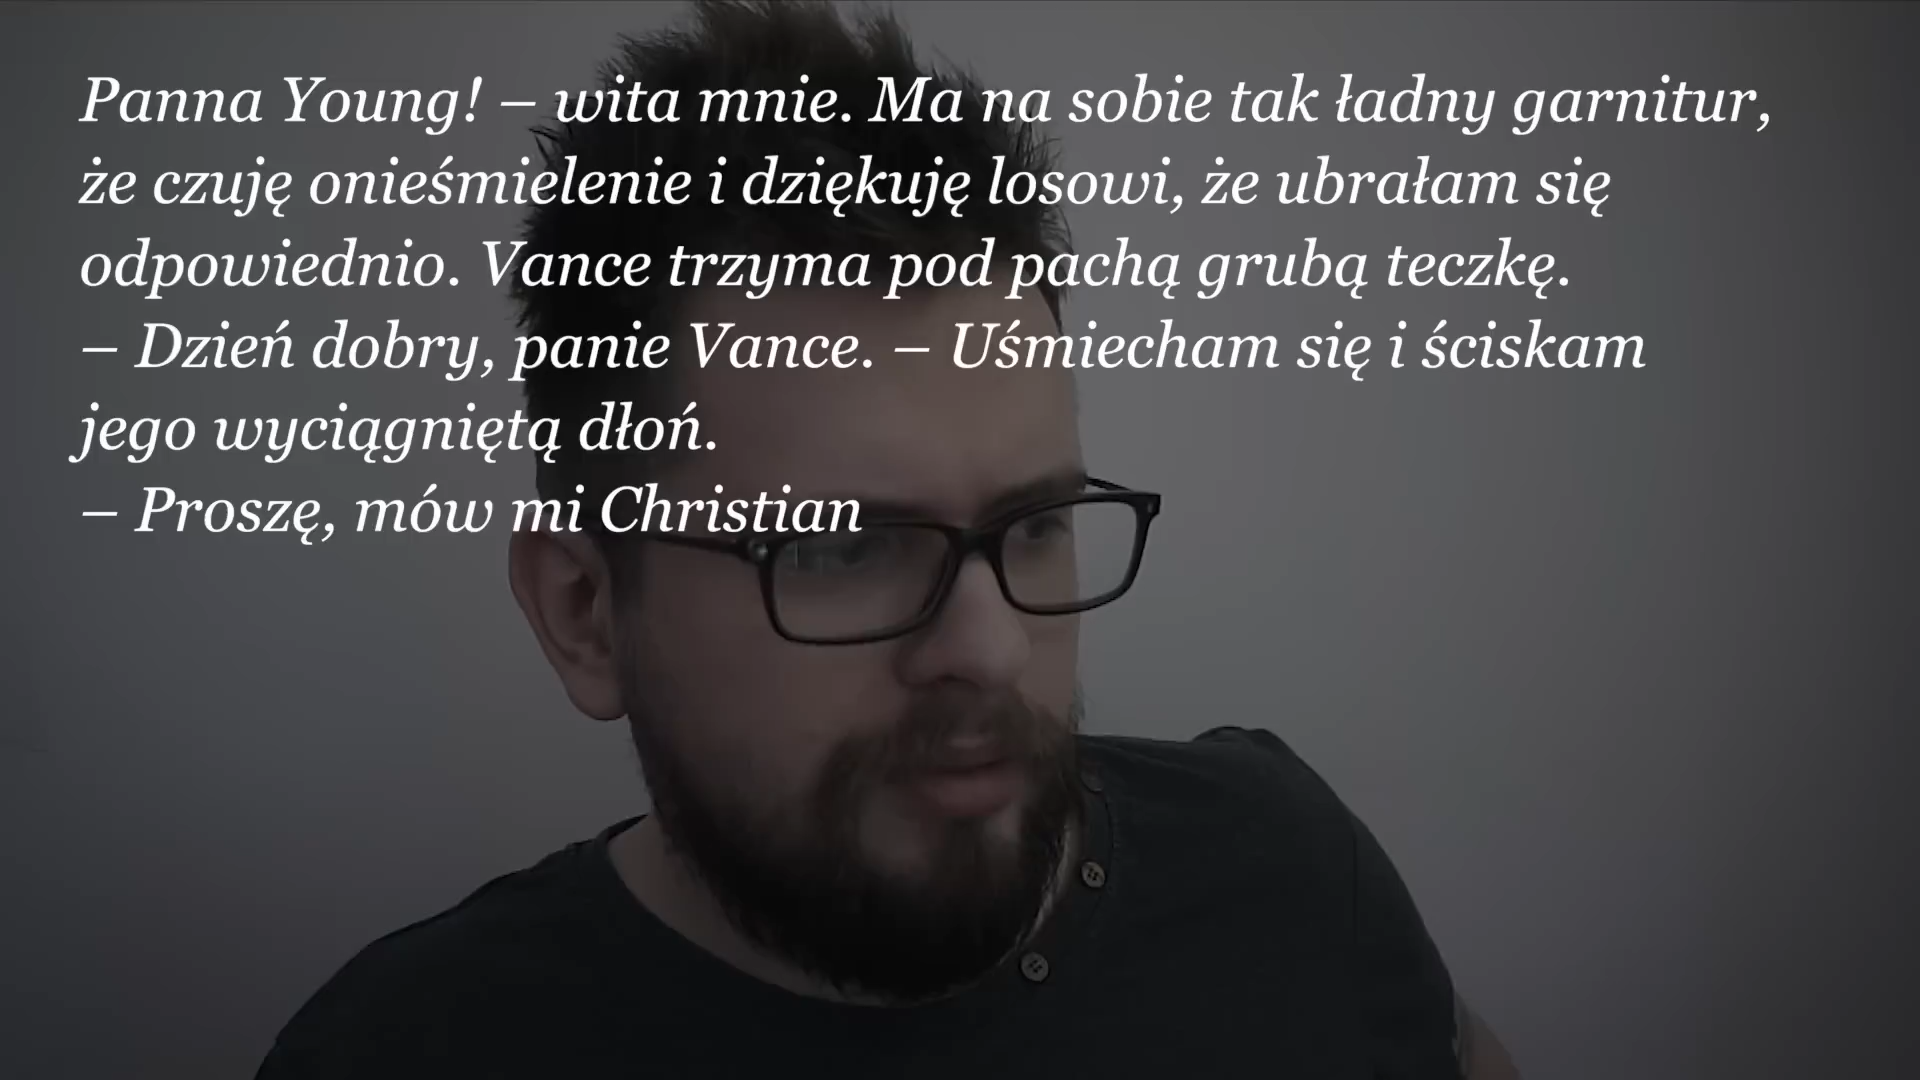 Panna Young! – wita mnie. Ma na sobie tak ładny garnitur,
że czuję onieśmielenie i dziękuję losowi, że ubrałam się
odpowiednio. Vance trzyma pod pachą grubą teczkę.
– Dzień dobry, panie Vance. – Uśmiecham się i ściskam
jego wyciągniętą dłoń.
– Proszę, mów mi Christian